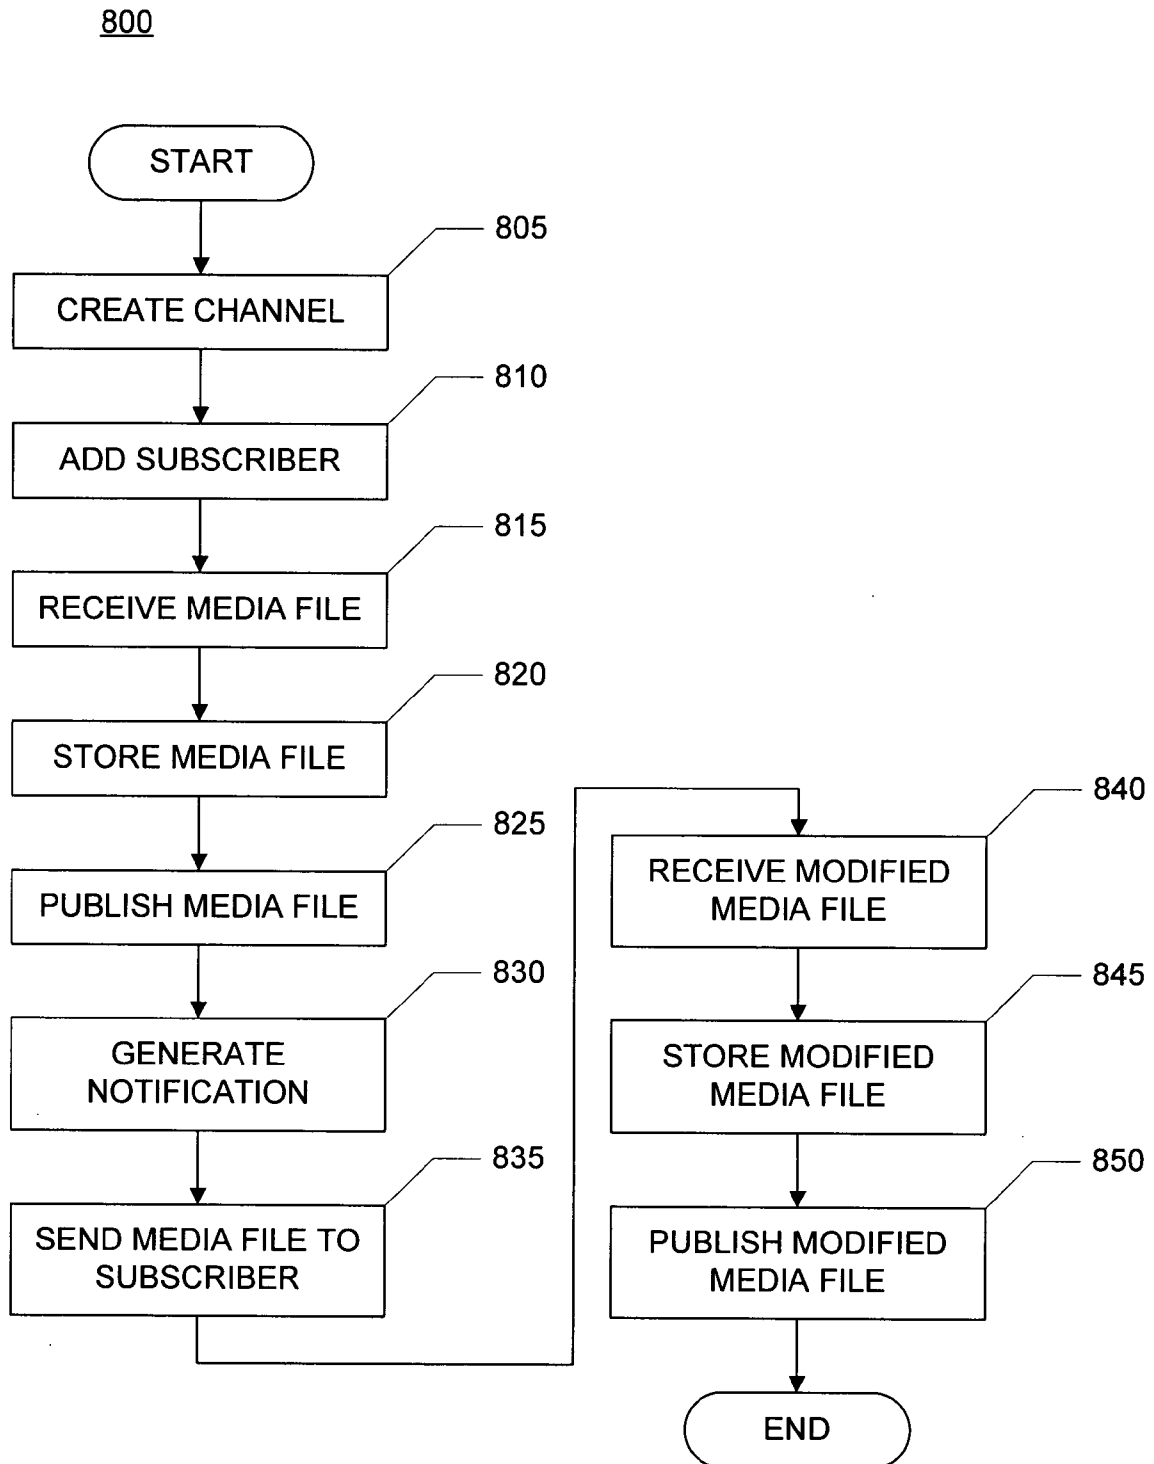 800
START
805
CREATE CHANNEL
810
ADD SUBSCRIBER
815
RECEIVE MEDIA FILE
820
STORE MEDIA FILE
825
PUBLISH MEDIA FILE
830
GENERATE
NOTIFICATION
835
SEND MEDIA FILE TO
SUBSCRIBER
840
RECEIVE MODIFIED
MEDIA FILE
845
STORE MODIFIED
MEDIA FILE
850
PUBLISH MODIFIED
MEDIA FILE
END